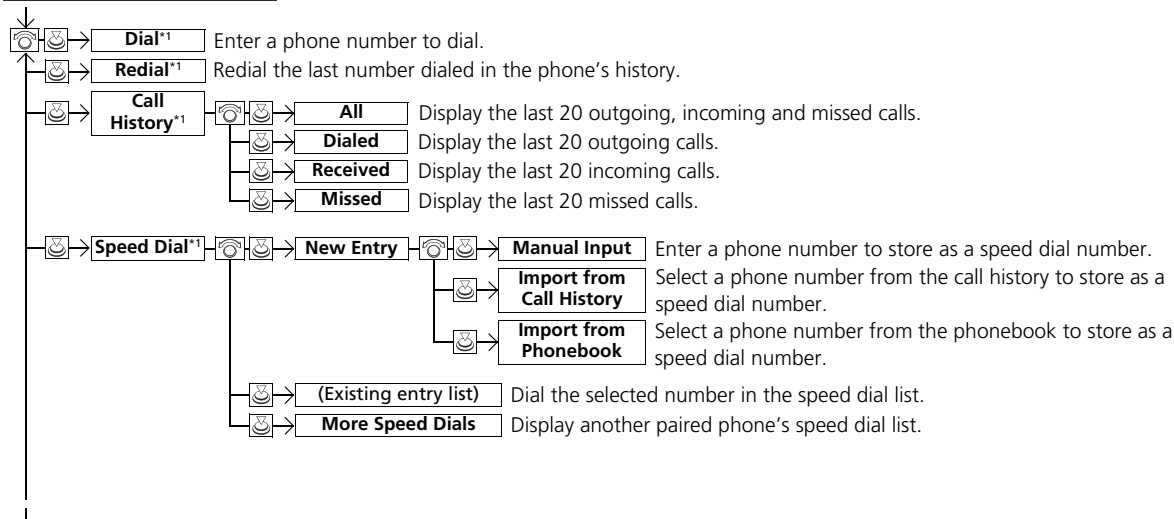 Dial*1 Enter a phone number to dial.
Redial*1 Redial the last number dialed in the phone's history.
Call
History*1
All Display the last 20 outgoing, incoming and missed calls.
Dialed Display the last 20 outgoing calls.
Received Display the last 20 incoming calls.
Missed Display the last 20 missed calls.
Speed Dial*1 New Entry Manual Input Enter a phone number to store as a speed dial number.
Import from
Call History
Select a phone number from the call history to store as a
speed dial number.
Import from
Phonebook
Select a phone number from the phonebook to store as a
speed dial number.
(Existing entry list) Dial the selected number in the speed dial list.
More Speed Dials Display another paired phone's speed dial list.